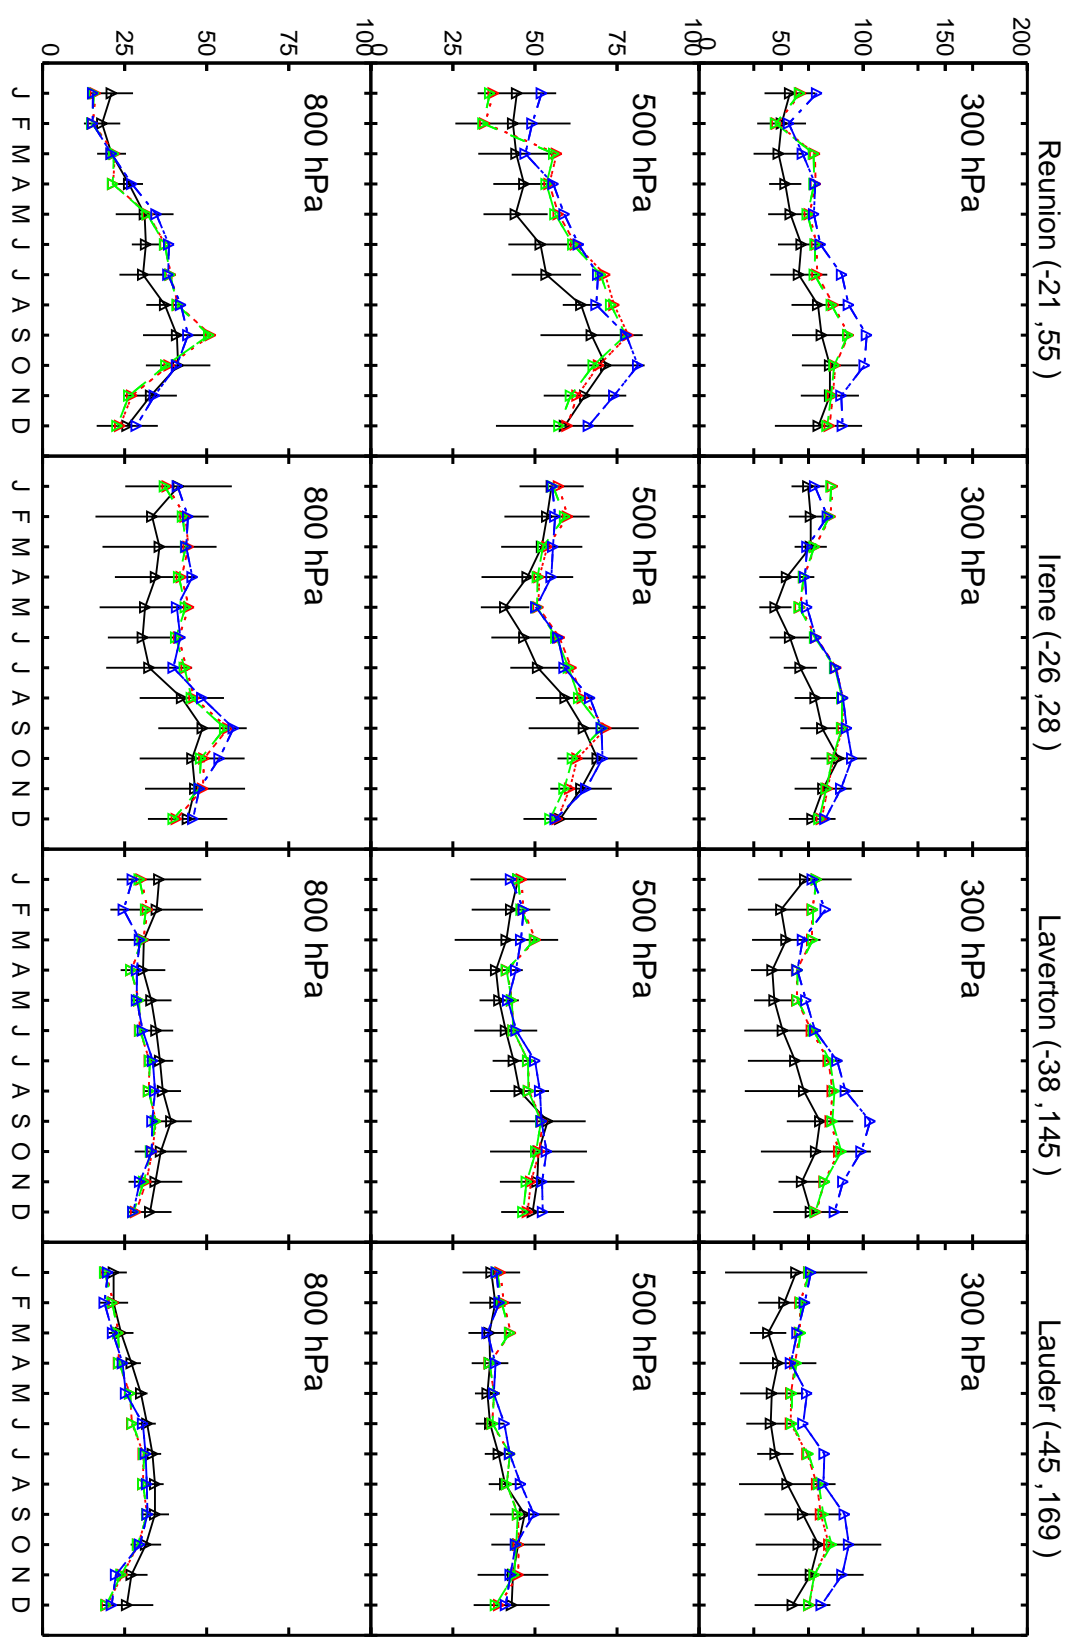 Reunion (-21 ,55 )
Irene (-26 ,28 )
Laverton (-38 ,145 )
Lauder (-45 ,169 )
200
150
100
50
0
300 hPa
300 hPa
300 hPa
300 hPa
100
75
50
25
0
500 hPa
500 hPa
500 hPa
500 hPa
100
75
50
25
0
800 hPa
800 hPa
800 hPa
800 hPa
J F M A M J J A S O N D
J F M A M J J A S O N D
J F M A M J J A S O N D
J F M A M J J A S O N D